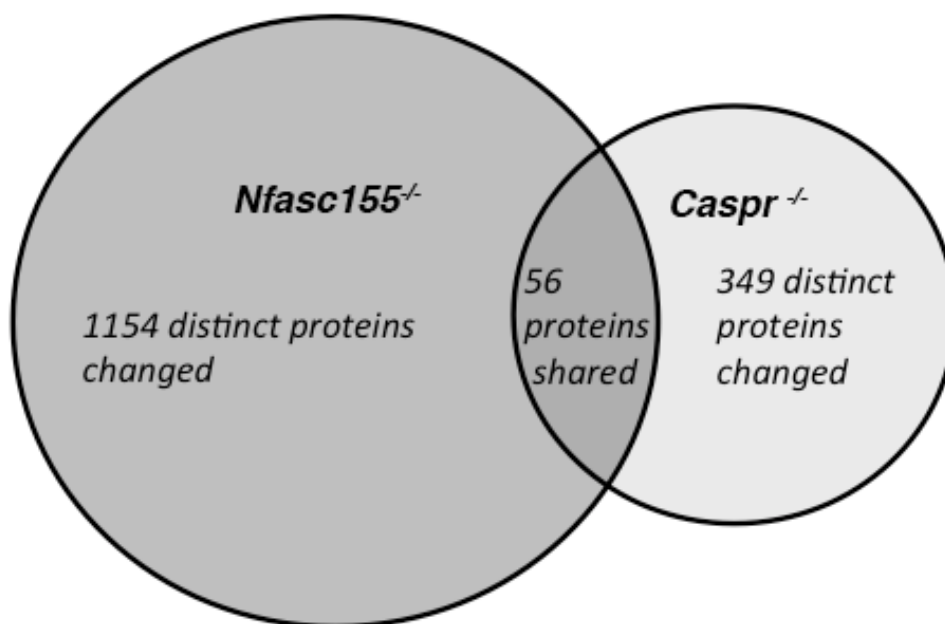 Nfasc155-/-
1154 distinct proteins
changed
56
proteins
shared
Caspr -/-
349 distinct
proteins
changed